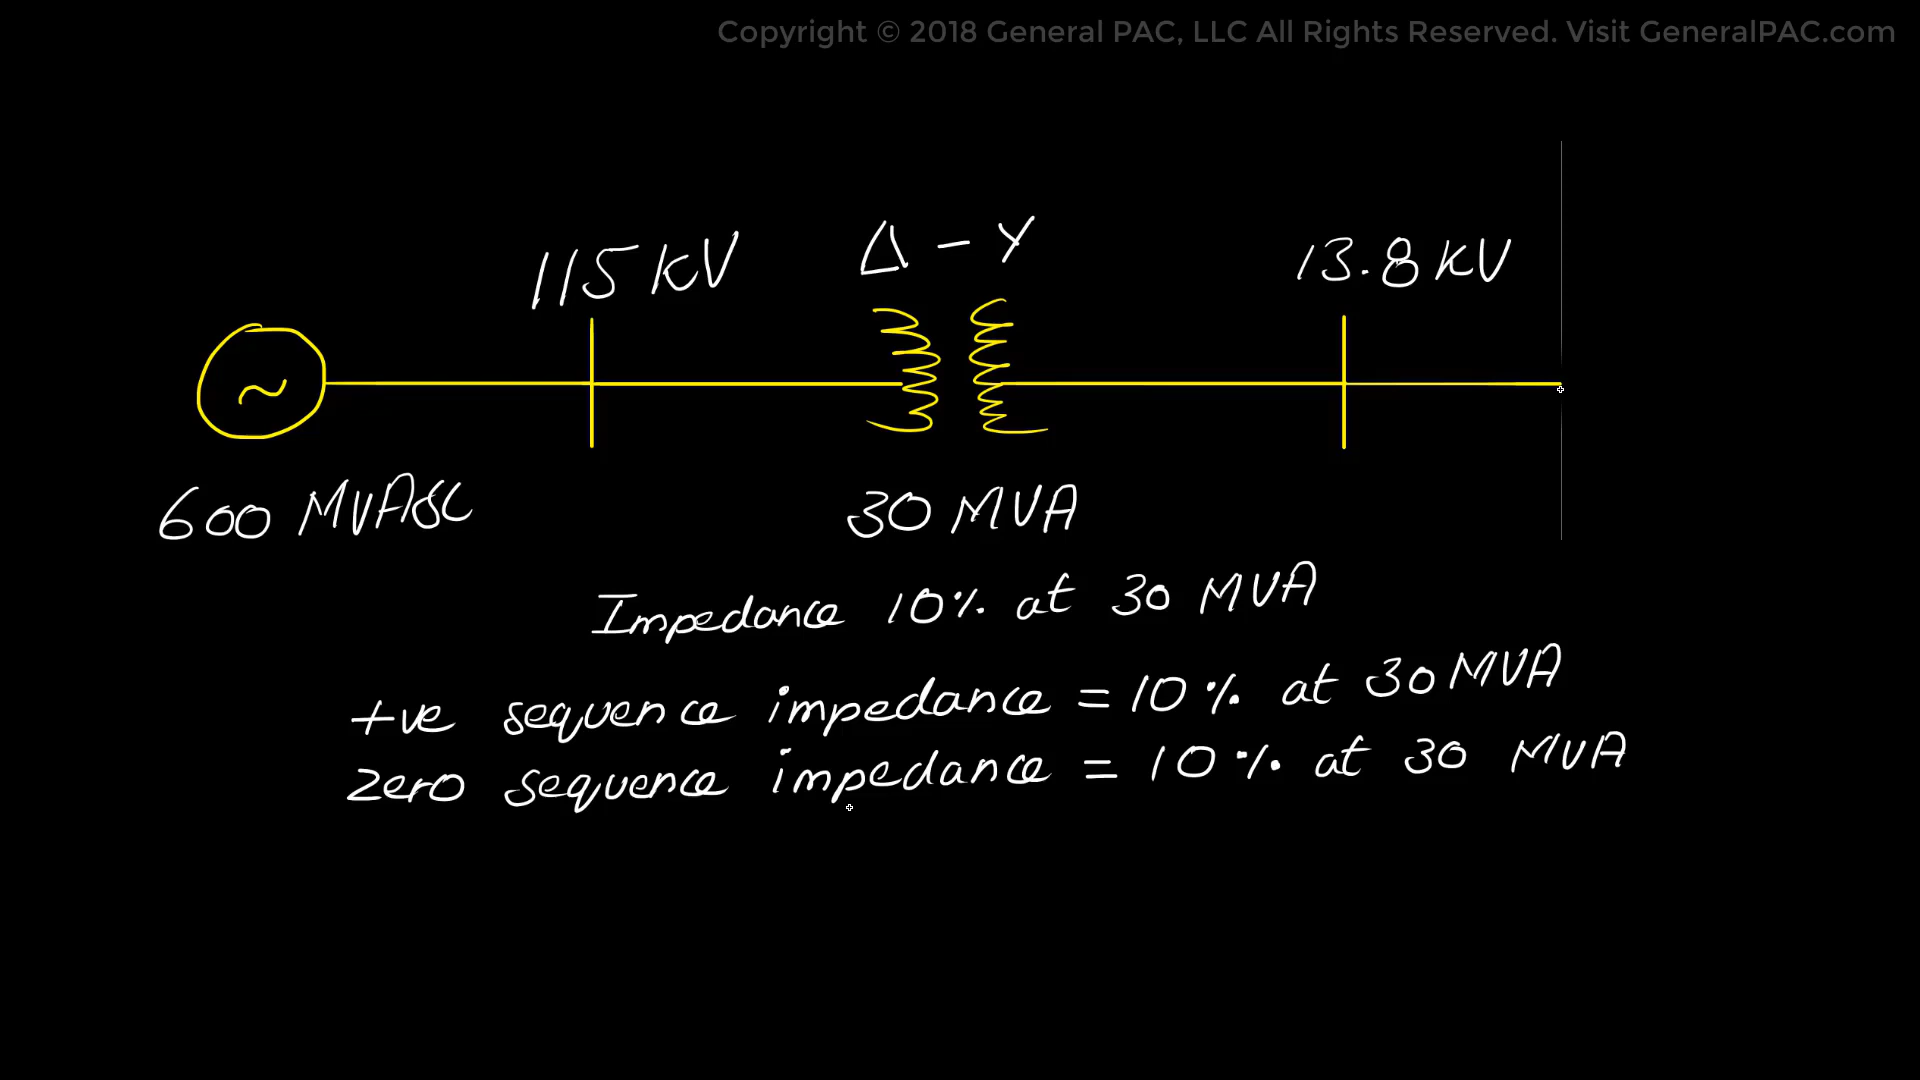 Copyright © 2018 General PAC, LLC All Rights Reserved. Visit GeneralPAC.com
115 kV
Δ - Y
13.8 kV
~
600 MVASC
30 MVA
Impedance 10% at 30 MVA
+ve sequence impedance = 10% at 30 MVA
zero sequence impedance = 10% at 30 MVA